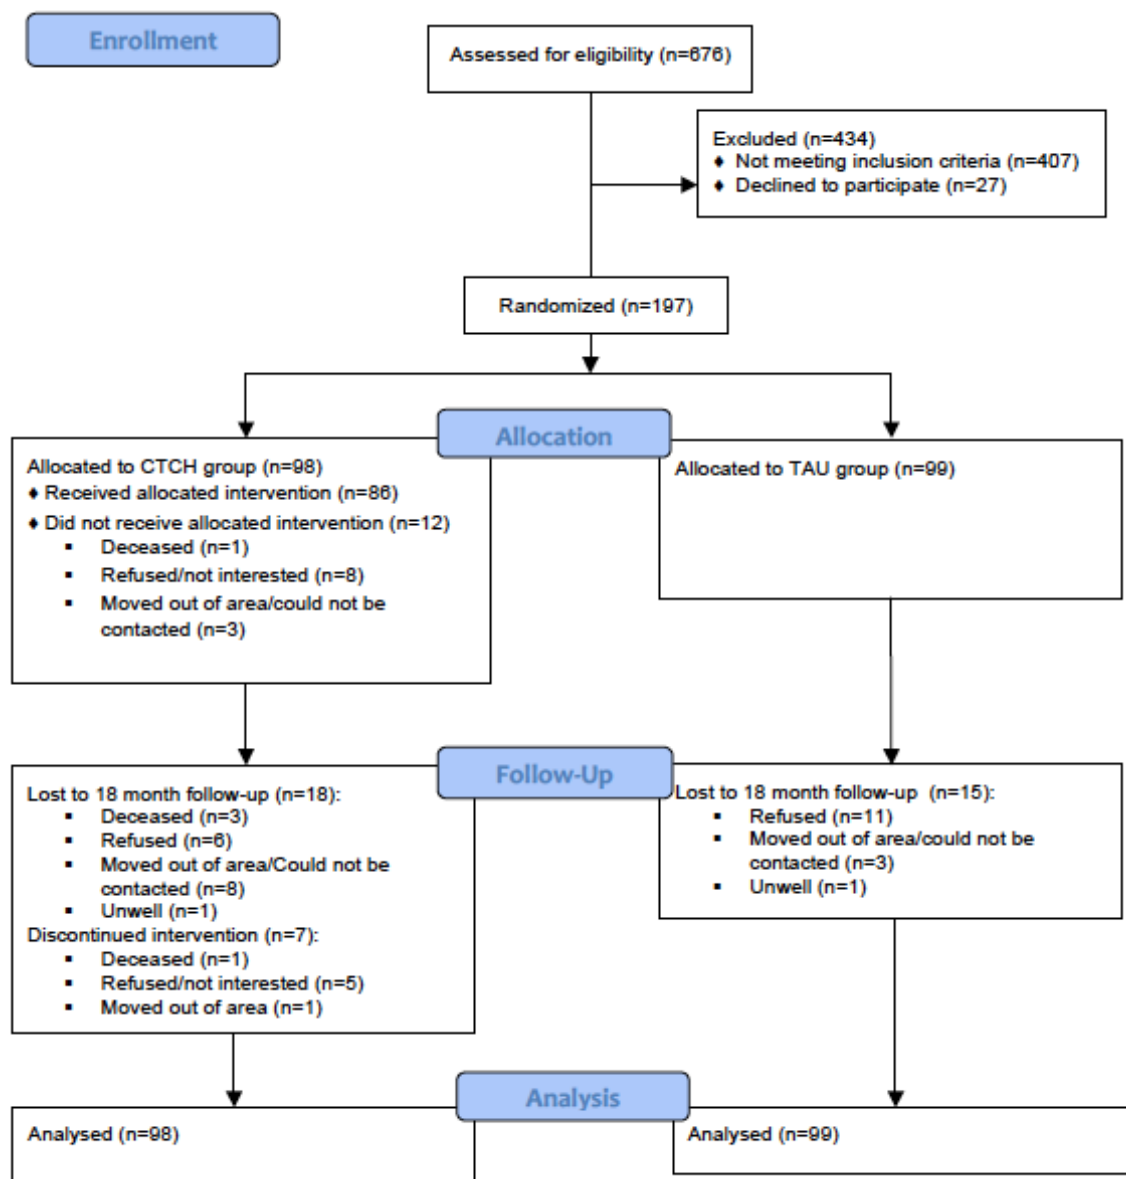 Enrollment
Assessed for eligibility (n=676)
Excluded (n=434)
♦ Not meeting inclusion criteria (n=407)
♦ Declined to participate (n=27)
Randomized (n=197)
Allocation
Allocated to CTCH group (n=98)
♦ Received allocated intervention (n=86)
♦ Did not receive allocated intervention (n=12)
▪ Deceased (n=1)
▪ Refused/not interested (n=8)
▪ Moved out of area/could not be
contacted (n=3)
Allocated to TAU group (n=99)
Follow-Up
Lost to 18 month follow-up (n=18):
▪ Deceased (n=3)
▪ Refused (n=6)
▪ Moved out of area/Could not be
contacted (n=8)
▪ Unwell (n=1)
Discontinued intervention (n=7):
▪ Deceased (n=1)
▪ Refused/not interested (n=5)
▪ Moved out of area (n=1)
Lost to 18 month follow-up (n=15):
▪ Refused (n=11)
▪ Moved out of area/could not be
contacted (n=3)
▪ Unwell (n=1)
Analysis
Analysed (n=98)
Analysed (n=99)